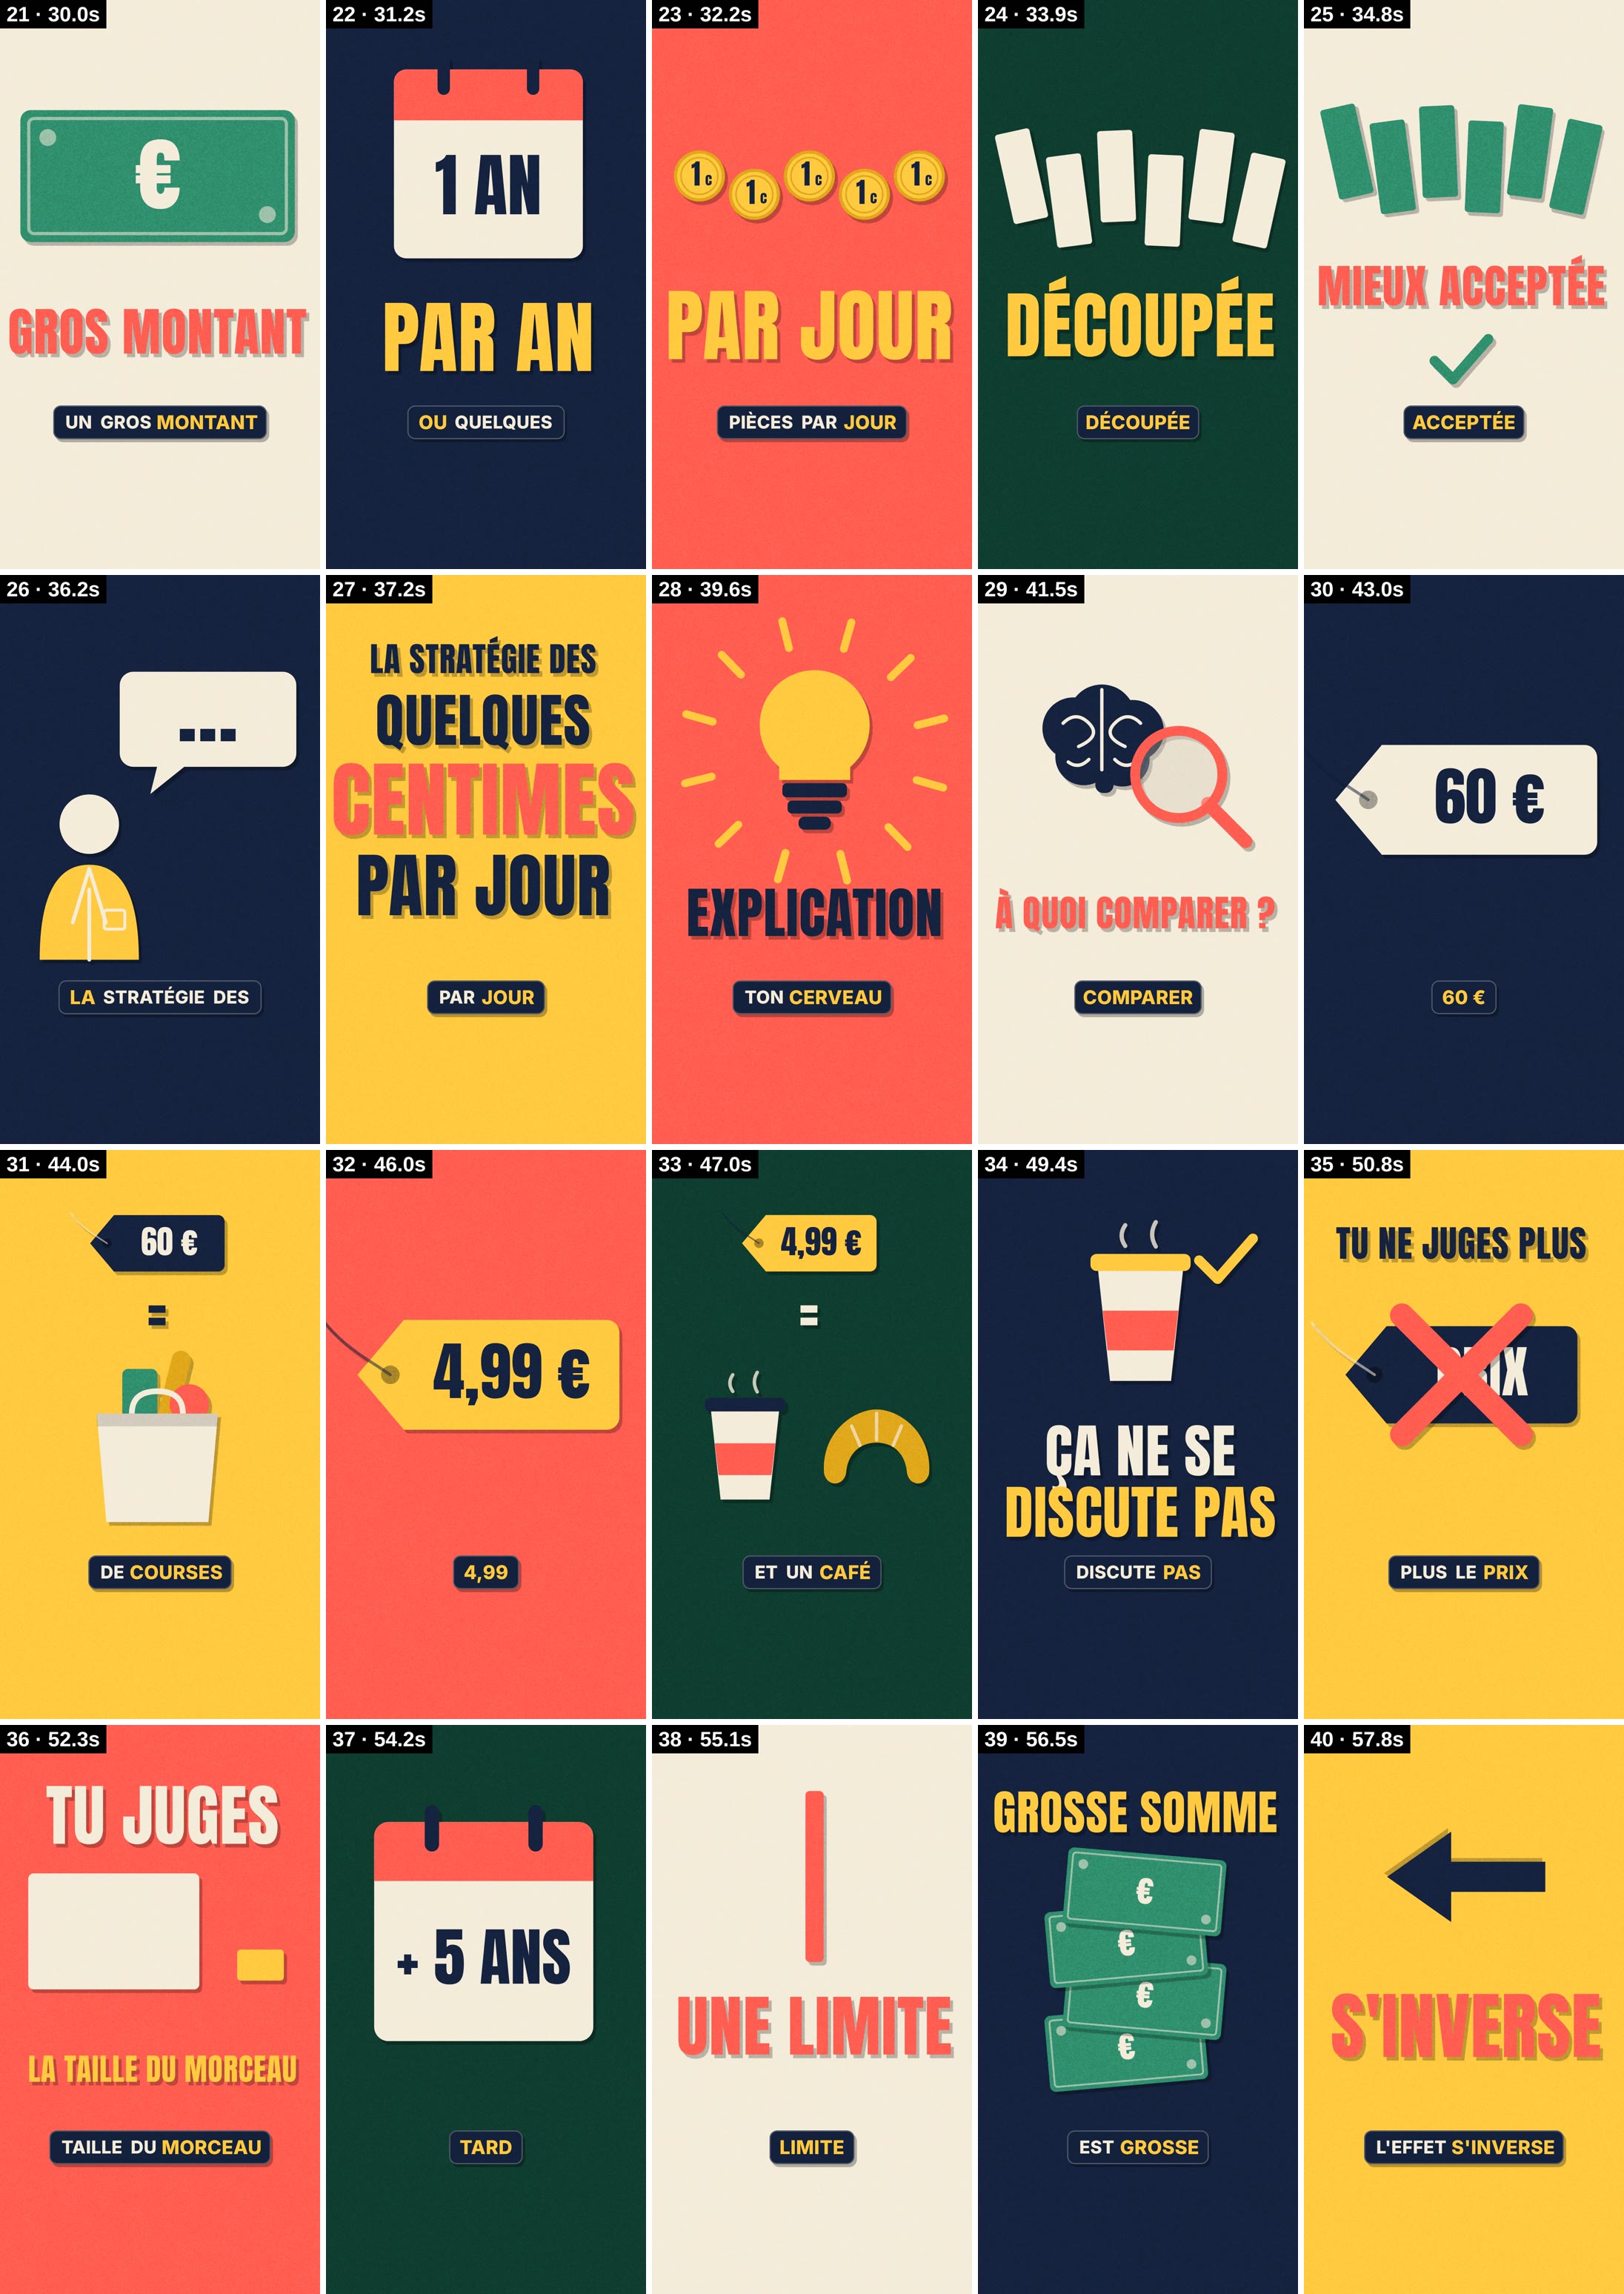 21 · 30.0s
€
GROS MONTANT
UN GROS MONTANT
22 · 31.2s
1 AN
PAR AN
OU QUELQUES
23 · 32.2s
1c 1c 1c 1c 1c
PAR JOUR
PIÈCES PAR JOUR
24 · 33.9s
DÉCOUPÉE
DÉCOUPÉE
25 · 34.8s
MIEUX ACCEPTÉE
ACCEPTÉE
26 · 36.2s
...
LA STRATÉGIE DES
27 · 37.2s
LA STRATÉGIE DES
QUELQUES
CENTIMES
PAR JOUR
PAR JOUR
28 · 39.6s
EXPLICATION
TON CERVEAU
29 · 41.5s
À QUOI COMPARER ?
COMPARER
30 · 43.0s
60 €
60 €
31 · 44.0s
60 €
=
DE COURSES
32 · 46.0s
4,99 €
4,99
33 · 47.0s
4,99 €
=
ET UN CAFÉ
34 · 49.4s
ÇA NE SE
DISCUTE PAS
DISCUTE PAS
35 · 50.8s
TU NE JUGES PLUS
PRIX
PLUS LE PRIX
36 · 52.3s
TU JUGES
LA TAILLE DU MORCEAU
TAILLE DU MORCEAU
37 · 54.2s
+ 5 ANS
TARD
38 · 55.1s
UNE LIMITE
LIMITE
39 · 56.5s
GROSSE SOMME
€
€
€
€
EST GROSSE
40 · 57.8s
S'INVERSE
L'EFFET S'INVERSE